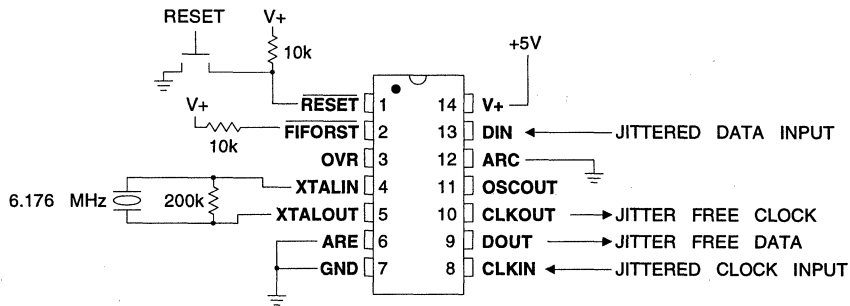 RESET
V+
10k
+5V
RESET 1
14 V+
V+
FIFORST 2
13 DIN
JITTERED DATA INPUT
10k
OVR 3
12 ARC
XTALIN 4
11 OSCOUT
6.176 MHz
200k
XTALOUT 5
10 CLKOUT
JITTER FREE CLOCK
ARE 6
9 DOUT
JITTER FREE DATA
GND 7
8 CLKIN
JITTERED CLOCK INPUT